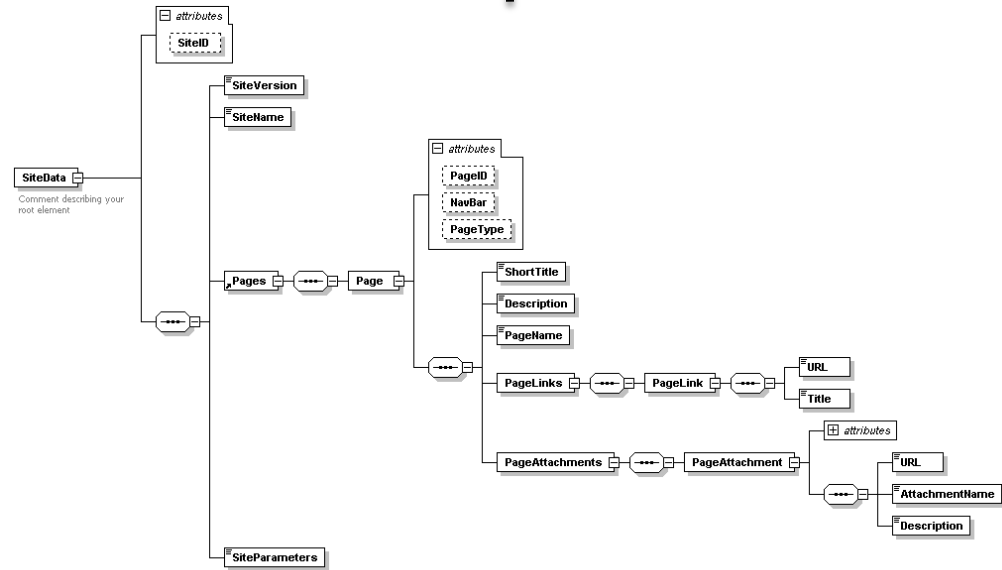 attributes
SiteID
SiteVersion
SiteName
SiteData
Comment describing your
root element
attributes
PageID
NavBar
PageType
Pages
Page
ShortTitle
Description
PageName
PageLinks
PageLink
URL
Title
attributes
PageAttachments
PageAttachment
URL
AttachmentName
Description
SiteParameters